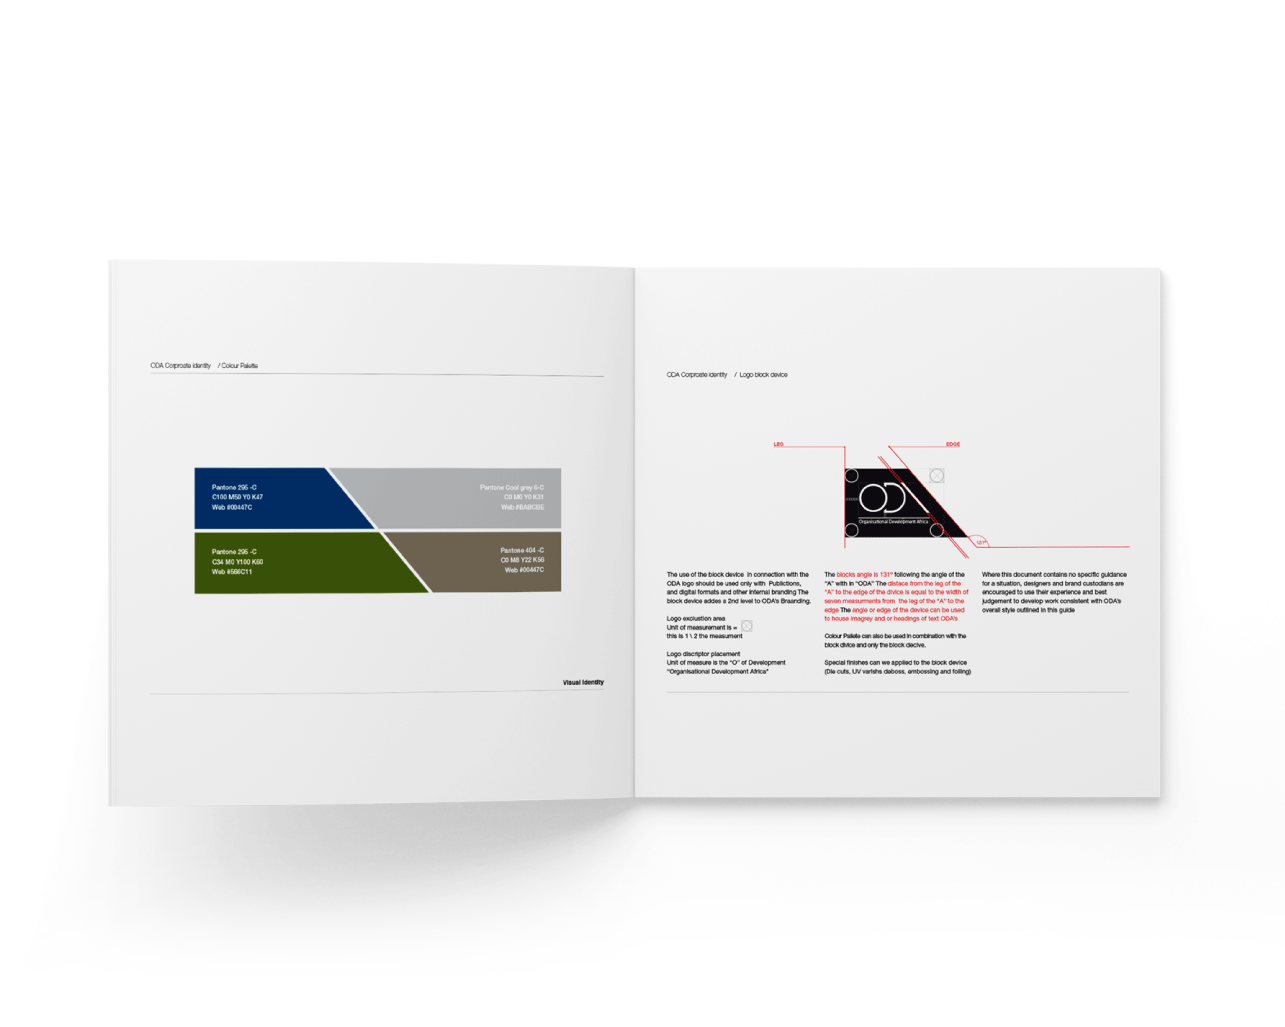 ODA Corproate identity / Colour Pallete
Pantone 295 -C
C100 M50 Y0 K47
Web #00447C
Pantone Cool grey 6-C
C0 M0 Y0 K31
Web #BABCBE
Pantone 295 -C
C34 M0 Y100 K60
Web #566C11
Pantone 404 -C
C0 M8 Y22 K56
Web #00447C
Visual Identity
ODA Corproate identity / Logo block device
LEG
EDGE
Organisational Development Africa
131º
The use of the block device in connection with the
ODA logo should be used only with Publictions,
and digital formats and other internal branding The
block device addes a 2nd level to ODA's Braanding.
Logo excluation area
Unit of measurement is =
this is 1 \ 2 the measument
Logo discriptor placement
Unit of measure is the "O" of Development
"Organisational Development Africa"
The blocks angle is 131º following the angle of the
"A" with in "ODA" The distace from the leg of the
"A" to the edge of the divice is equal to the width of
seven measurments from the leg of the "A" to the
edge The angle or edge of the device can be used
to house imagrey and or headings of text ODA's
Colour Pallete can also be used in combination with the
block divice and only the block decive.
Special finishes can we applied to the block device
(Die cuts, UV varishs deboss, embossing and foiling)
Where this document contains no specific guidance
for a situation, designers and brand custodians are
encouraged to use their experience and best
judgement to develop work consistent with ODA's
overall style outlined in this guide